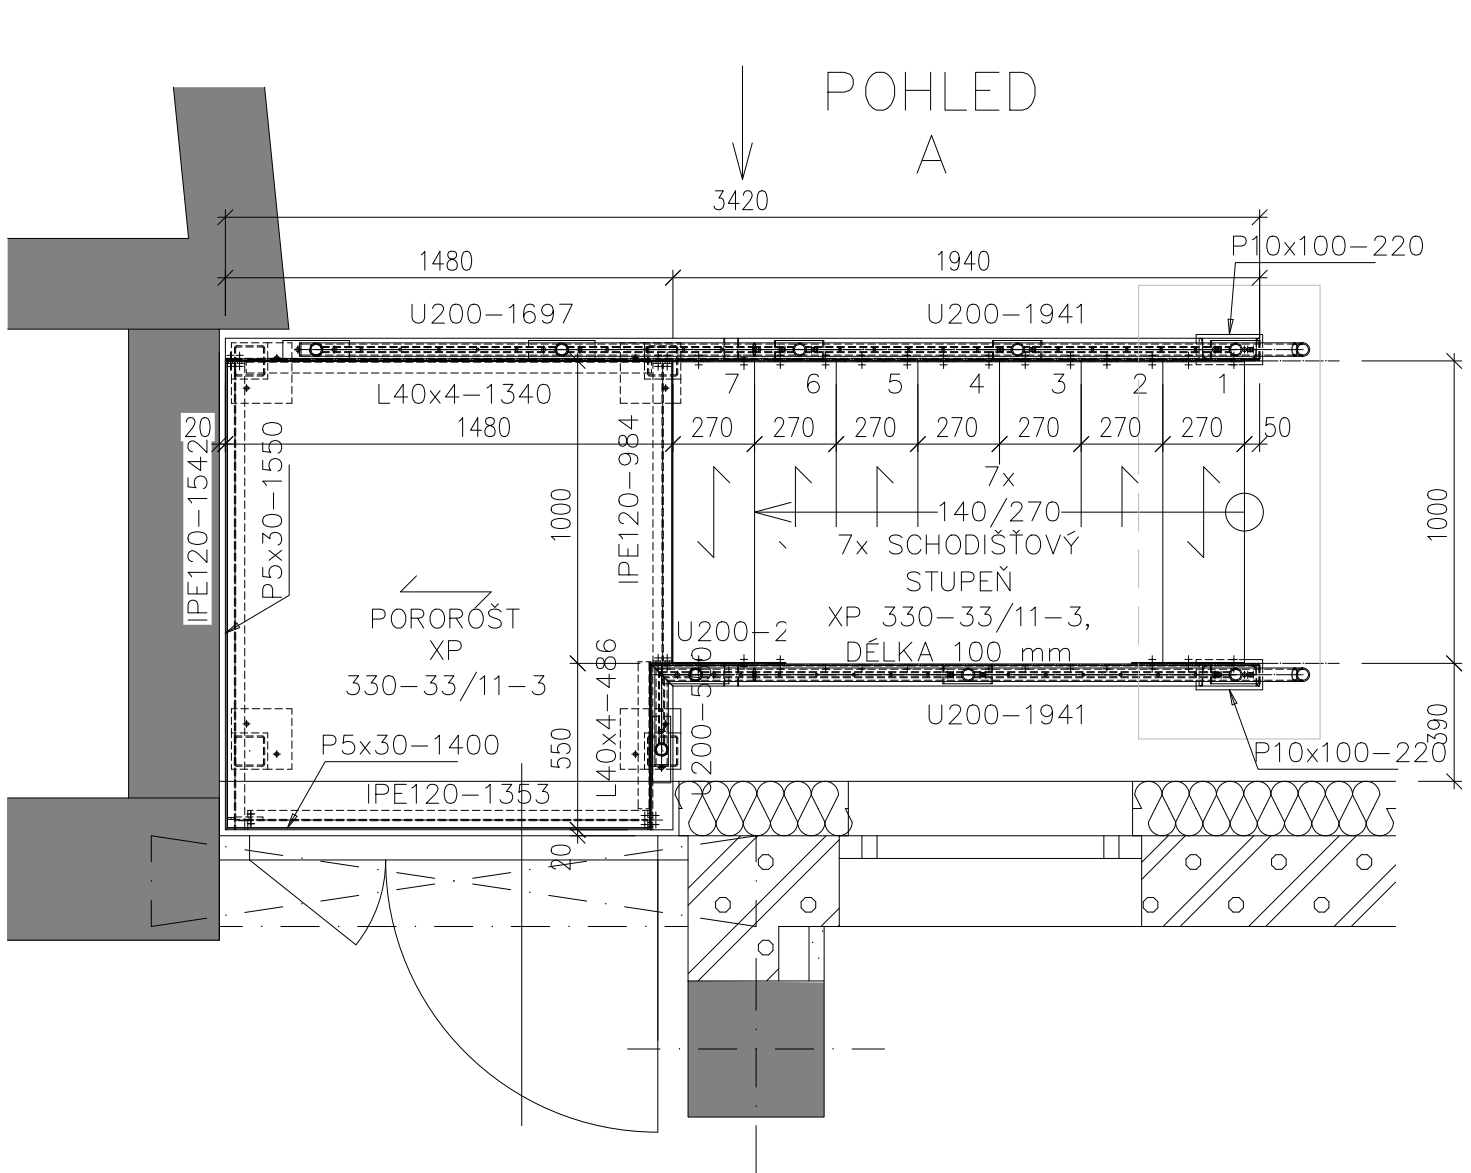 POHLED
A
3420
1480
1940
P10x100-220
U200-1697
U200-1941
7
6
5
4
3
2
1
L40x4-1340
20
1480
270
270
270
270
270
270
270
50
IPE120-1542
P5x30-1550
IPE120-984
1000
1000
7x
140/270
7x SCHODIŠŤOVÝ
STUPEŇ
XP 330-33/11-3,
DÉLKA 100 mm
POROROŠT
XP
330-33/11-3
U200-2
L40x4-486
U200-500
U200-1941
390
550
P5x30-1400
P10x100-220
IPE120-1353
20